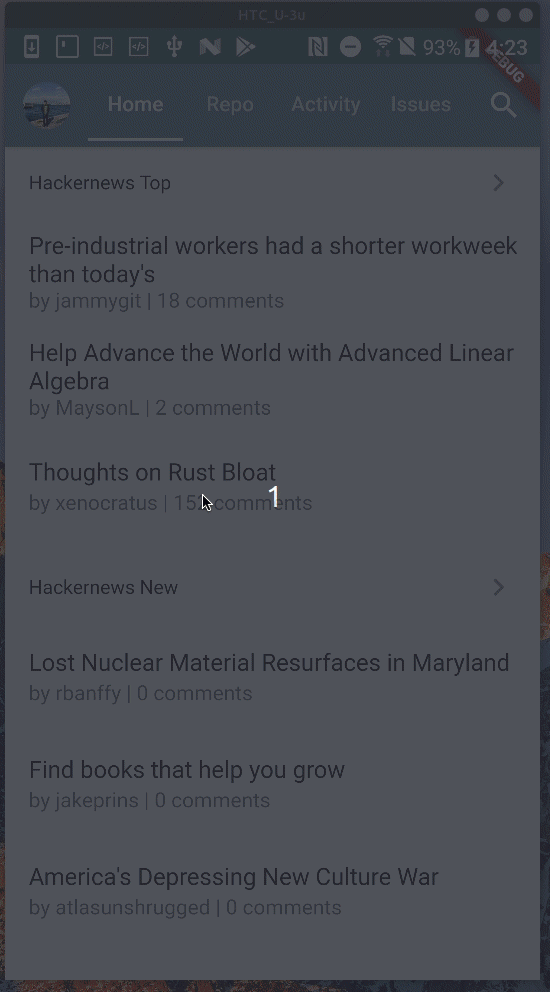 HTC_U-3u
93% 4:23
DEBUG
Home Repo Activity Issues
Hackernews Top
Pre-industrial workers had a shorter workweek
than today's
by jammygit | 18 comments
Help Advance the World with Advanced Linear
Algebra
by MaysonL | 2 comments
Thoughts on Rust Bloat
by xenocratus | comments
1
Hackernews New
Lost Nuclear Material Resurfaces in Maryland
by rbanffy | 0 comments
Find books that help you grow
by jakeprins | 0 comments
America's Depressing New Culture War
by atlasunshrugged | 0 comments